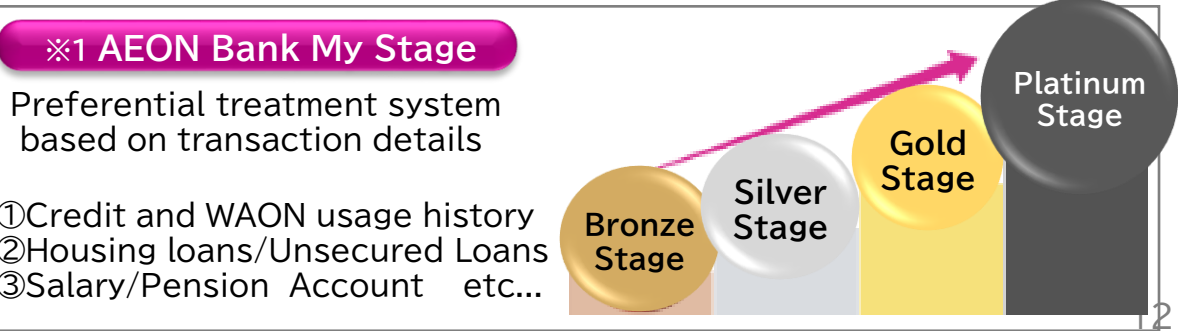 ※1 AEON Bank My Stage
Preferential treatment system
based on transaction details
①Credit and WAON usage history
②Housing loans/Unsecured Loans
③Salary/Pension Account etc...
Bronze
Stage
Silver
Stage
Gold
Stage
Platinum
Stage
12